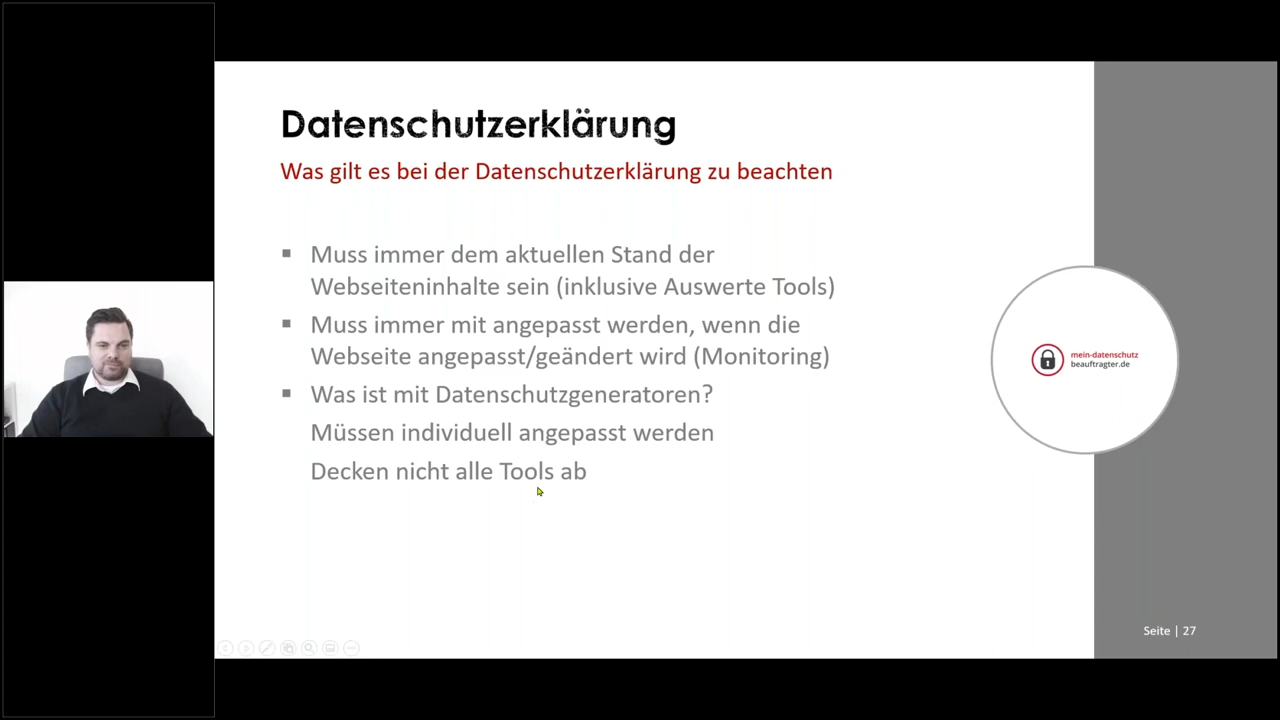 Datenschutzerklärung
Was gilt es bei der Datenschutzerklärung zu beachten
▪ Muss immer dem aktuellen Stand der
Webseiteninhalte sein (inklusive Auswerte Tools)
▪ Muss immer mit angepasst werden, wenn die
Webseite angepasst/geändert wird (Monitoring)
▪ Was ist mit Datenschutzgeneratoren?
Müssen individuell angepasst werden
Decken nicht alle Tools ab
mein-datenschutz
beauftragter.de
Seite | 27